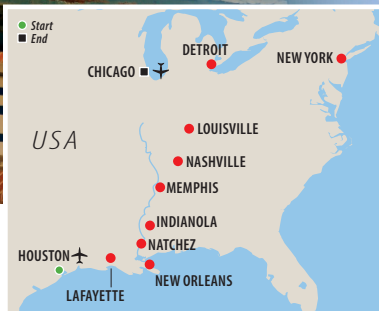 Start
End
DETROIT
NEW YORK
CHICAGO
LOUISVILLE
USA
NASHVILLE
MEMPHIS
INDIANOLA
NATCHEZ
HOUSTON
NEW ORLEANS
LAFAYETTE